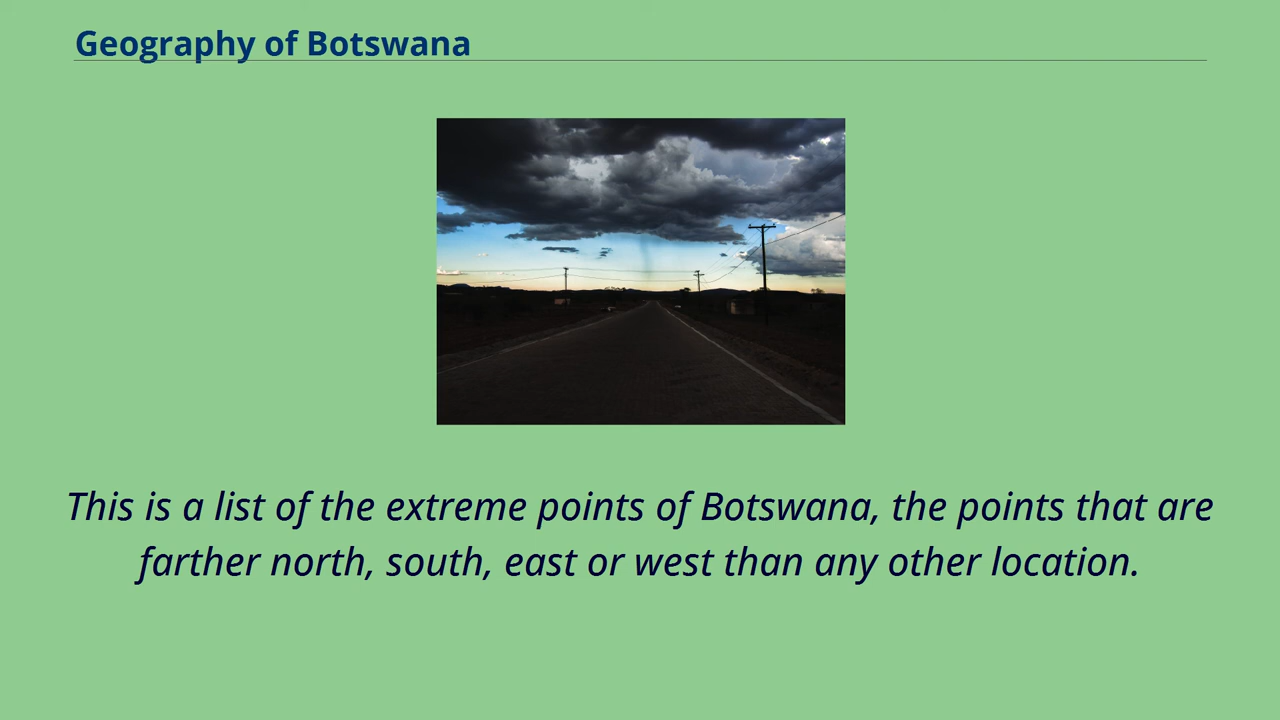 Geography of Botswana
This is a list of the extreme points of Botswana, the points that are
farther north, south, east or west than any other location.